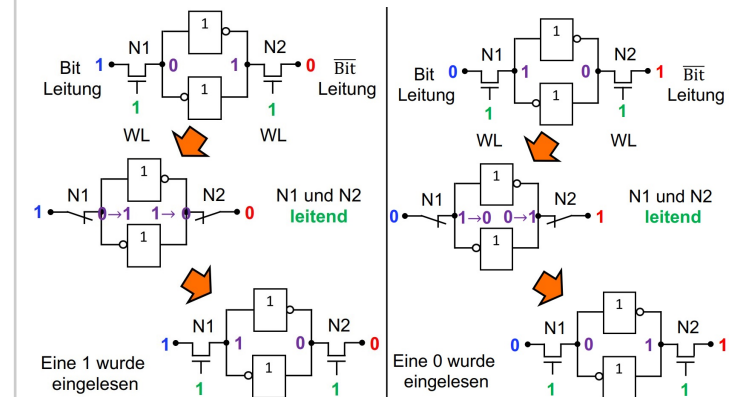 1
N1 N2
1 0 1 0
Bit Leitung
B̅i̅t̅ Leitung
1
1 1
WL WL
1
N1 N2
1 0→1 1→0 0
N1 und N2
leitend
1
1
N1 N2
1 1 0 0
1
Eine 1 wurde
eingelesen
1 1
1
N1 N2
0 1 0 1
Bit Leitung
B̅i̅t̅ Leitung
1
1 1
WL WL
1
N1 N2
0 1→0 0→1 1
N1 und N2
leitend
1
1
N1 N2
0 0 1 1
1
Eine 0 wurde
eingelesen
1 1